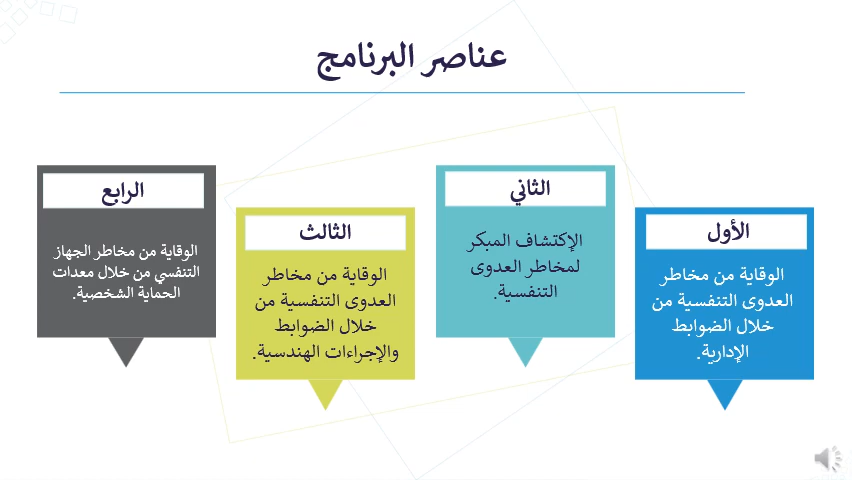 عناصر البرنامج
الأول
الوقاية من مخاطر
العدوى التنفسية من
خلال الضوابط
الإدارية.
الثاني
الإكتشاف المبكر
لمخاطر العدوى
التنفسية.
الثالث
الوقاية من مخاطر
العدوى التنفسية من
خلال الضوابط
والإجراءات الهندسية.
الرابع
الوقاية من مخاطر الجهاز
التنفسي من خلال معدات
الحماية الشخصية.